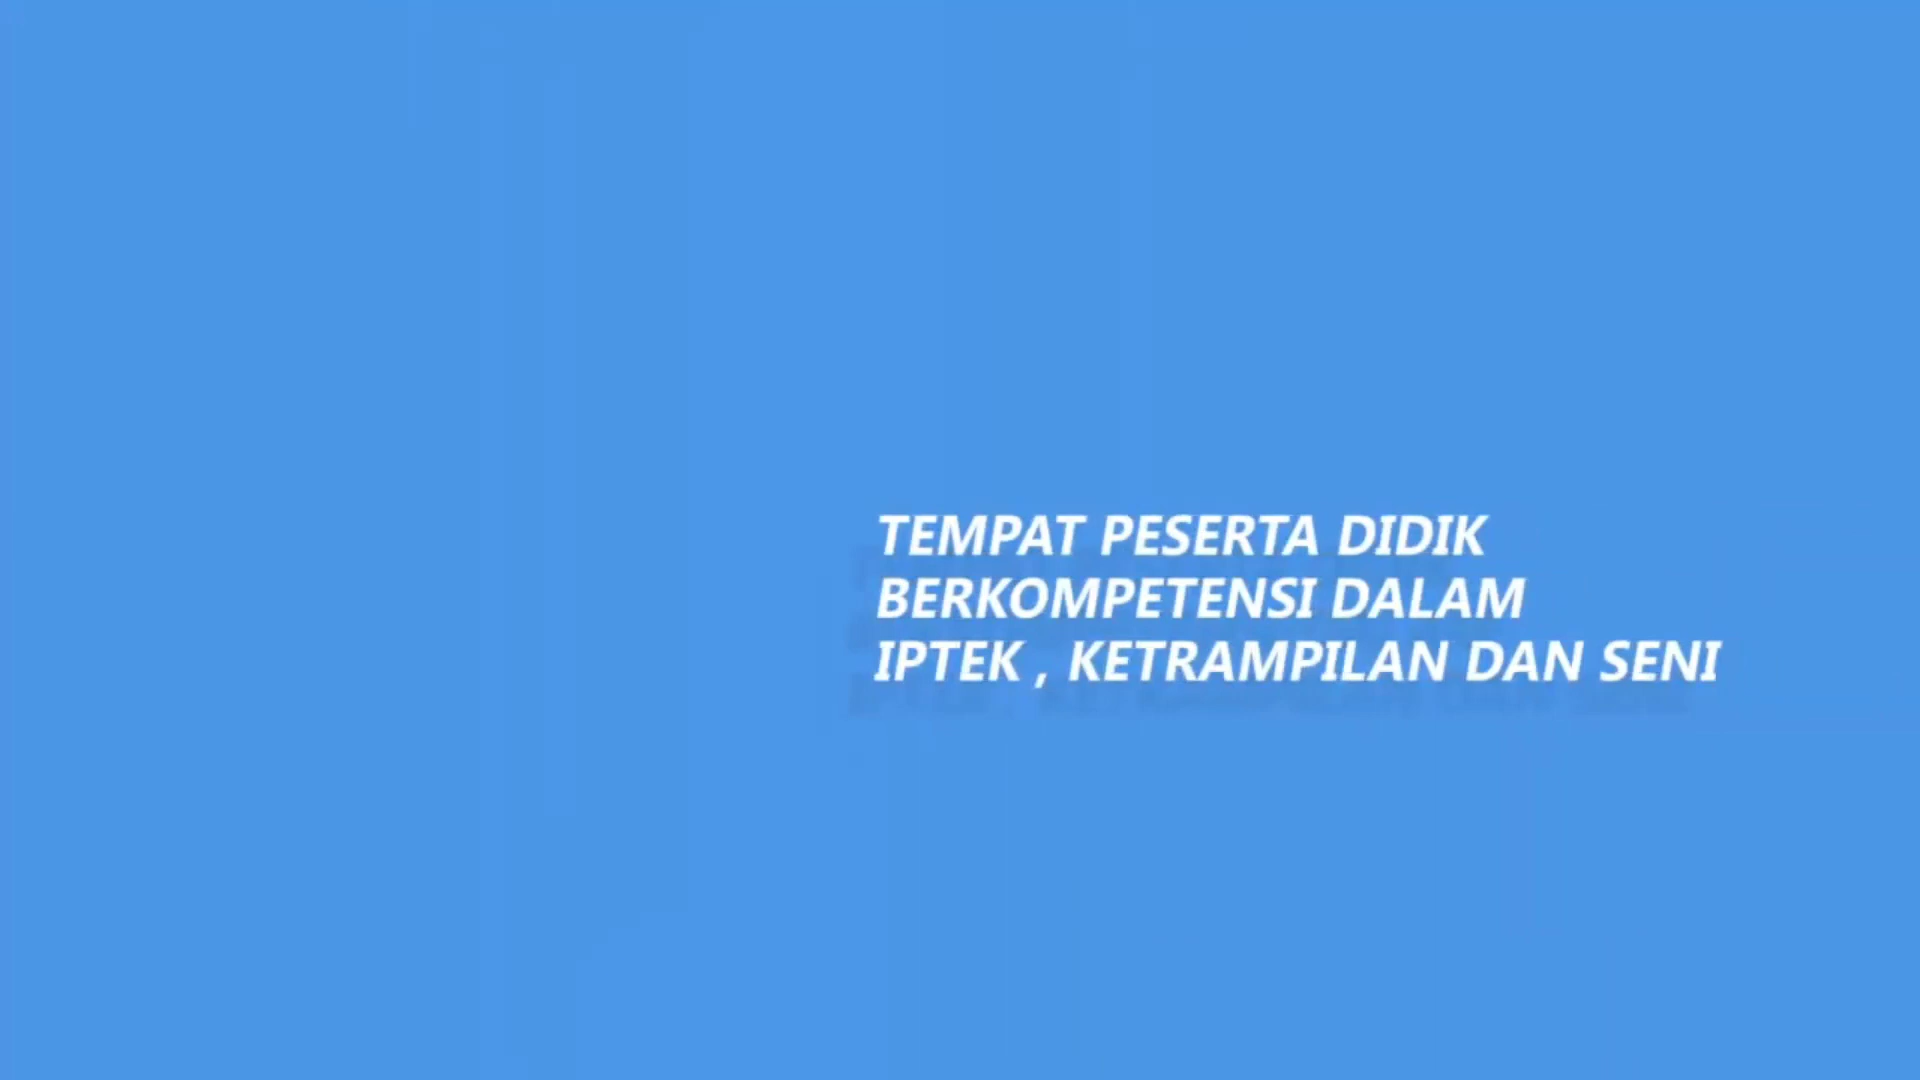 TEMPAT PESERTA DIDIK
BERKOMPETENSI DALAM
IPTEK , KETRAMPILAN DAN SENI